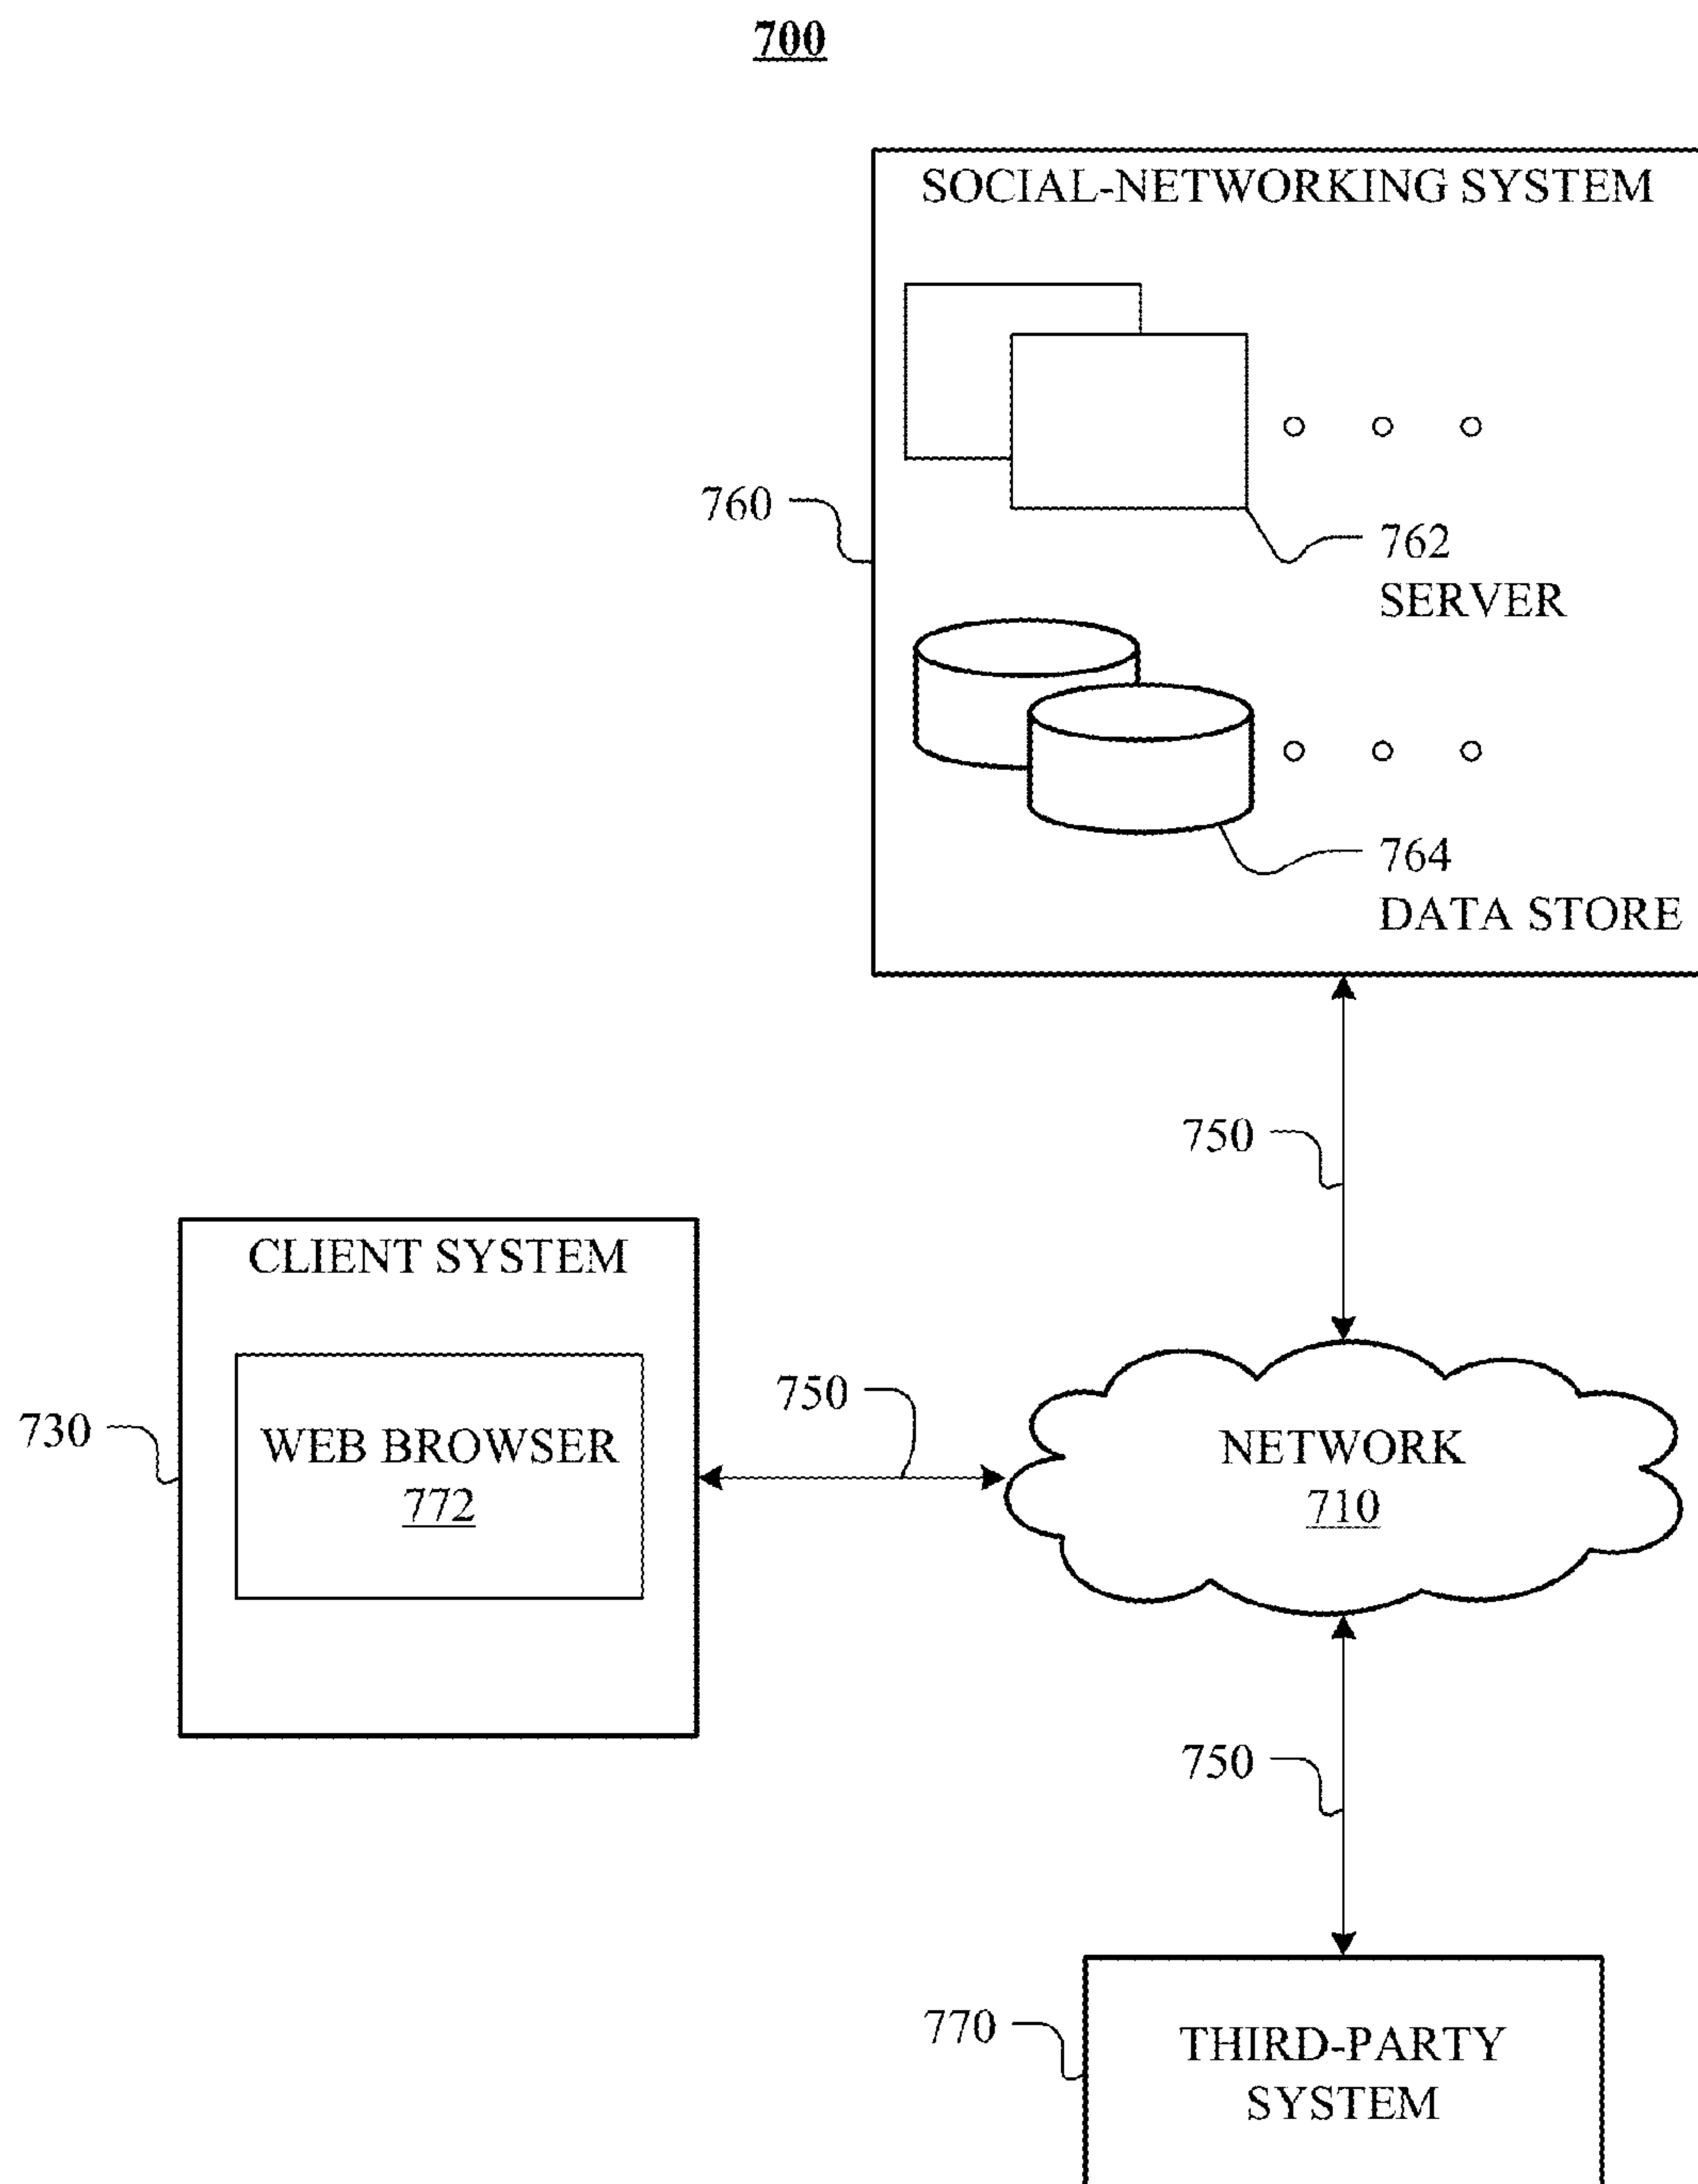 700
SOCIAL-NETWORKING SYSTEM
760
762
SERVER
764
DATA STORE
750
CLIENT SYSTEM
730
WEB BROWSER
772
750
NETWORK
710
750
770
THIRD-PARTY
SYSTEM